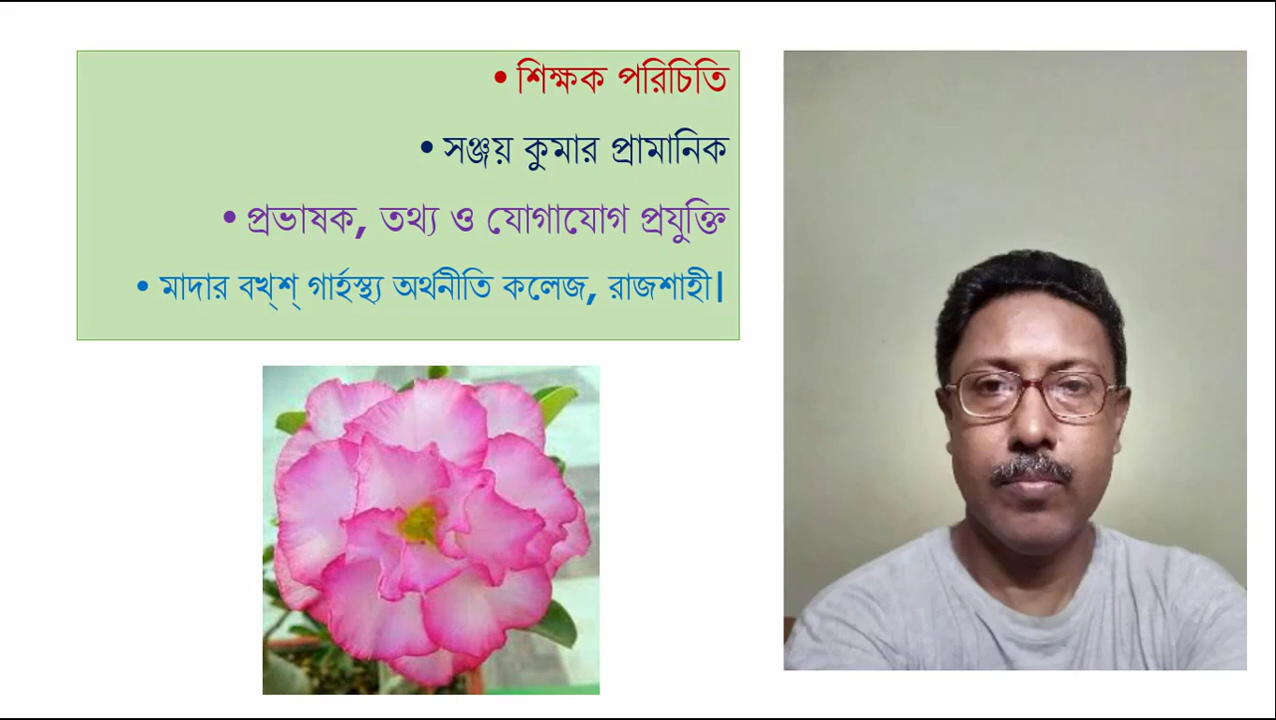 • শিক্ষক পরিচিতি
• সঞ্জয় কুমার প্রামানিক
• প্রভাষক, তথ্য ও যোগাযোগ প্রযুক্তি
• মাদার বখ্‌শ্ গার্হস্থ্য অর্থনীতি কলেজ, রাজশাহী।